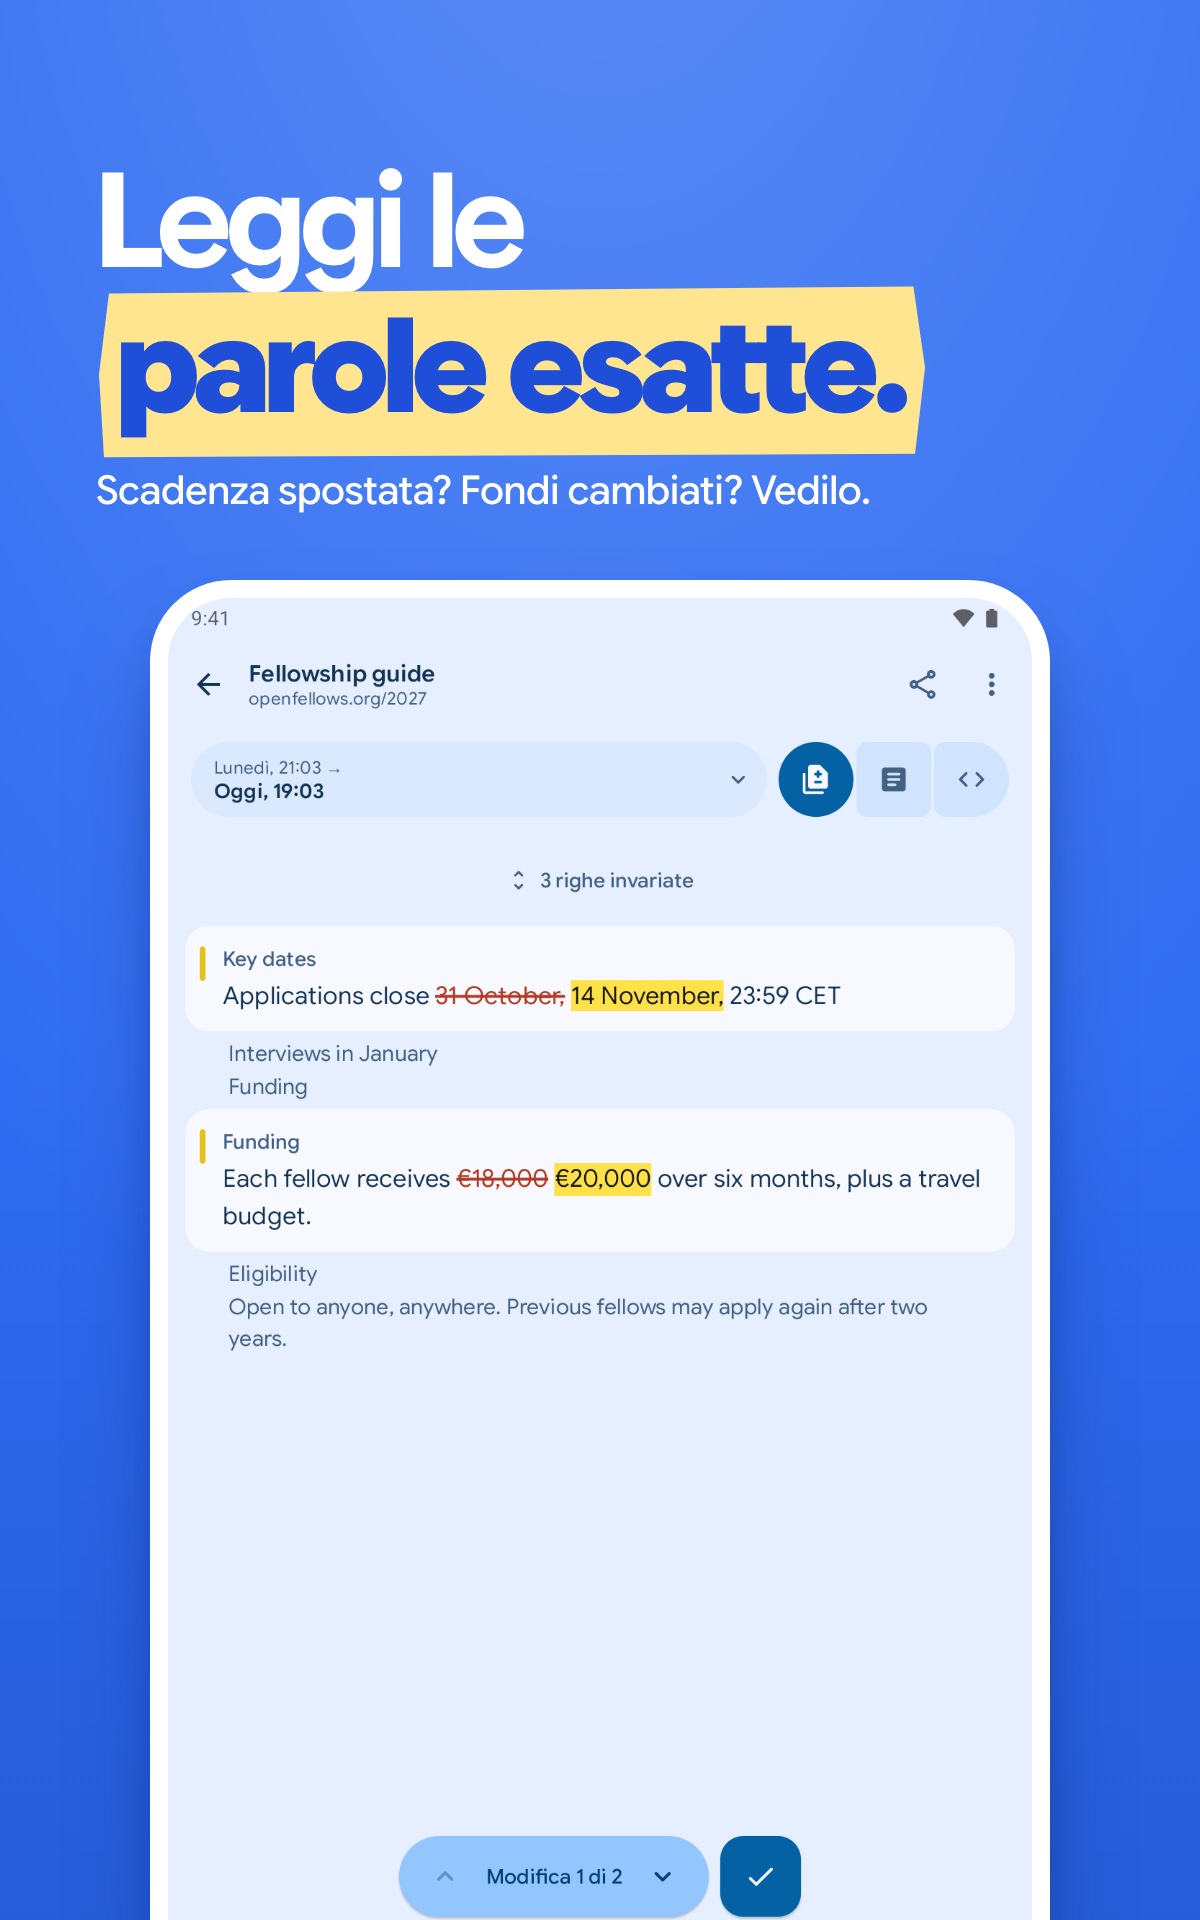 Leggi le
parole esatte.
Scadenza spostata? Fondi cambiati? Vedilo.
9:41
Fellowship guide
openfellows.org/2027
Lunedì, 21:03 →
Oggi, 19:03
3 righe invariate
Key dates
Applications close 31 October, 14 November, 23:59 CET
Interviews in January
Funding
Funding
Each fellow receives €18,000 €20,000 over six months, plus a travel
budget.
Eligibility
Open to anyone, anywhere. Previous fellows may apply again after two
years.
Modifica 1 di 2